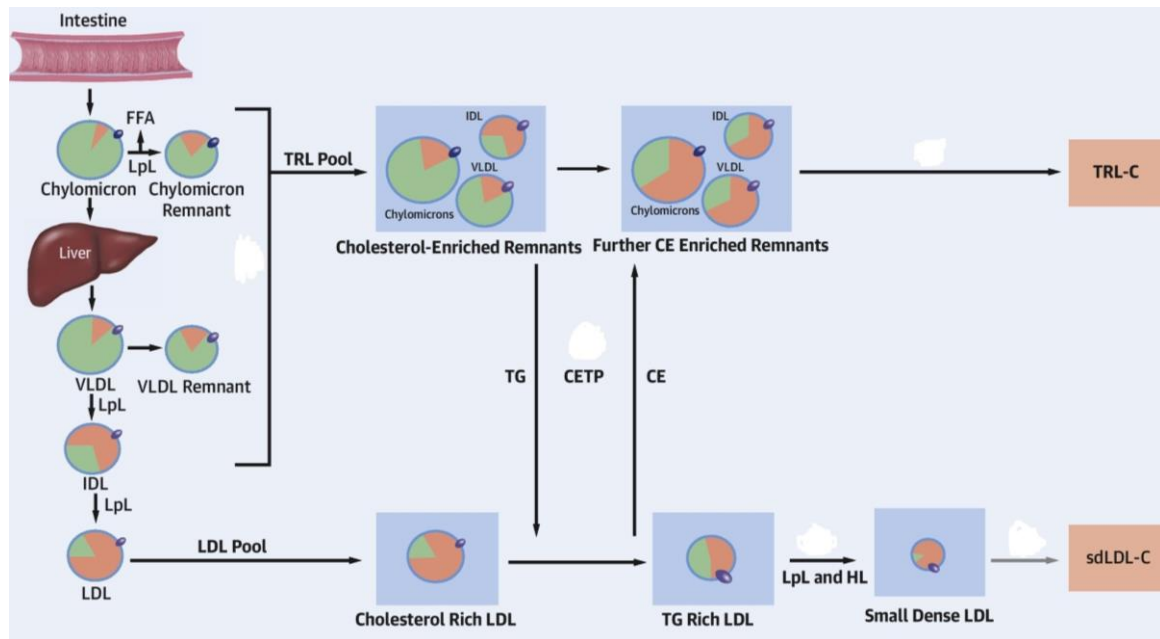 Intestine
FFA
LpL
Chylomicron
Chylomicron
Remnant
Liver
VLDL
VLDL Remnant
LpL
IDL
LpL
LDL
TRL Pool
IDL
VLDL
Chylomicrons
Cholesterol-Enriched Remnants
IDL
VLDL
Chylomicrons
Further CE Enriched Remnants
TRL-C
TG
CETP
CE
LDL Pool
Cholesterol Rich LDL
TG Rich LDL
LpL and HL
Small Dense LDL
sdLDL-C